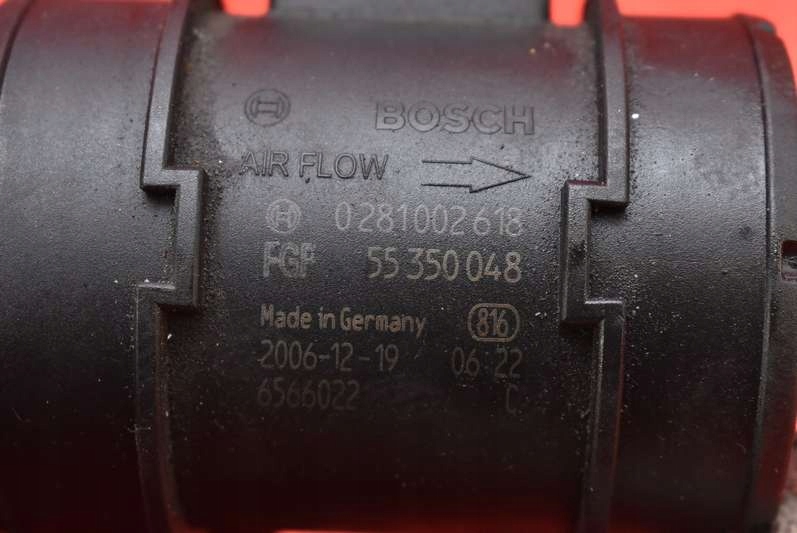 BOSCH
AIR FLOW
0 281 002 618
FGP 55 350 048
Made in Germany 816
2006-12-19 06:22
6566022 C